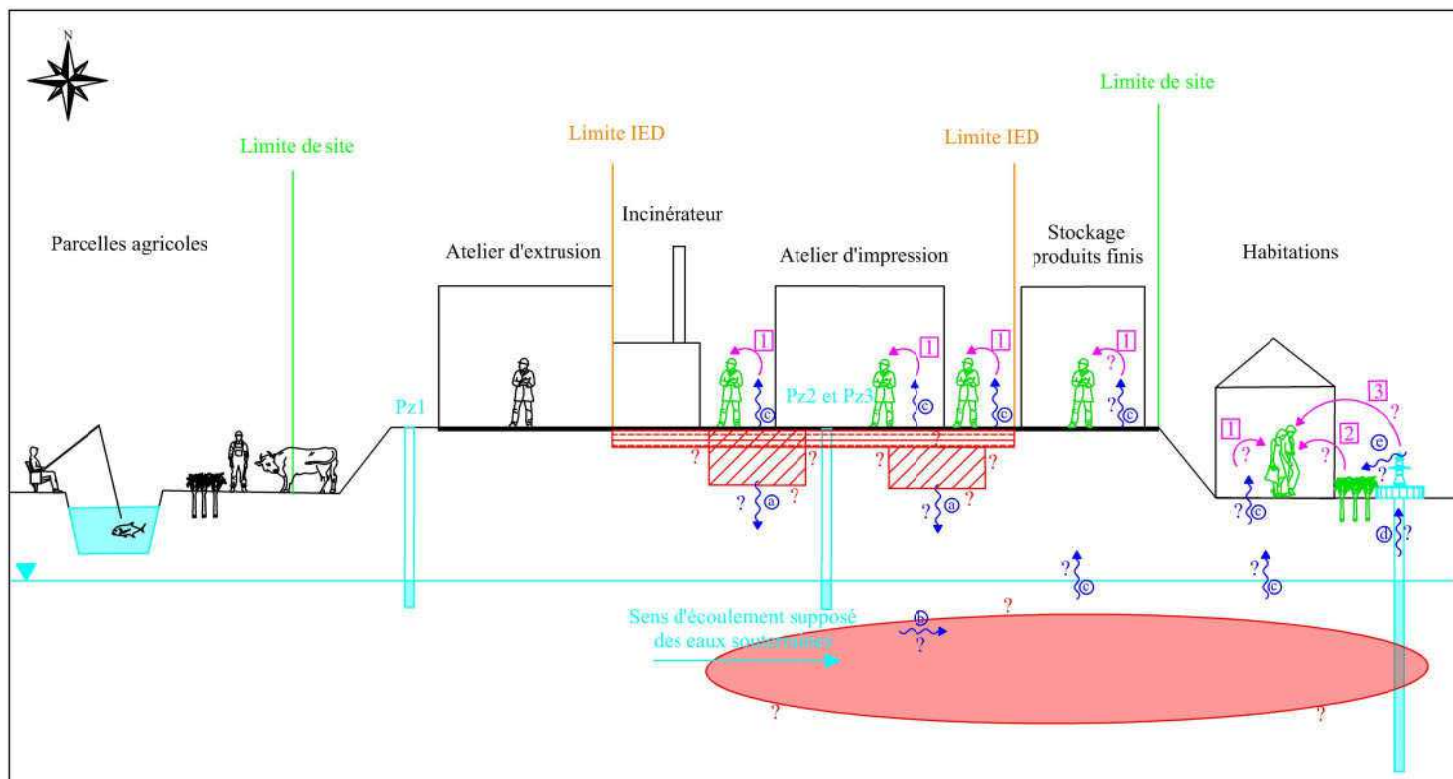 N
Limite de site
Limite de site
Limite IED
Limite IED
Incinérateur
Parcelles agricoles
Atelier d'extrusion
Atelier d'impression
Stockage
produits finis
Habitations
1
1
1
1
?
3
?
Pz1
Pz2 et Pz3
c
c
c
?
c
1
?
2
?
e
?
?
?
?
?
?
?
?
?
a
?
a
?
c
d
?
?
c
?
c
Sens d'écoulement supposé
des eaux souterraines
b
?
?
?
?